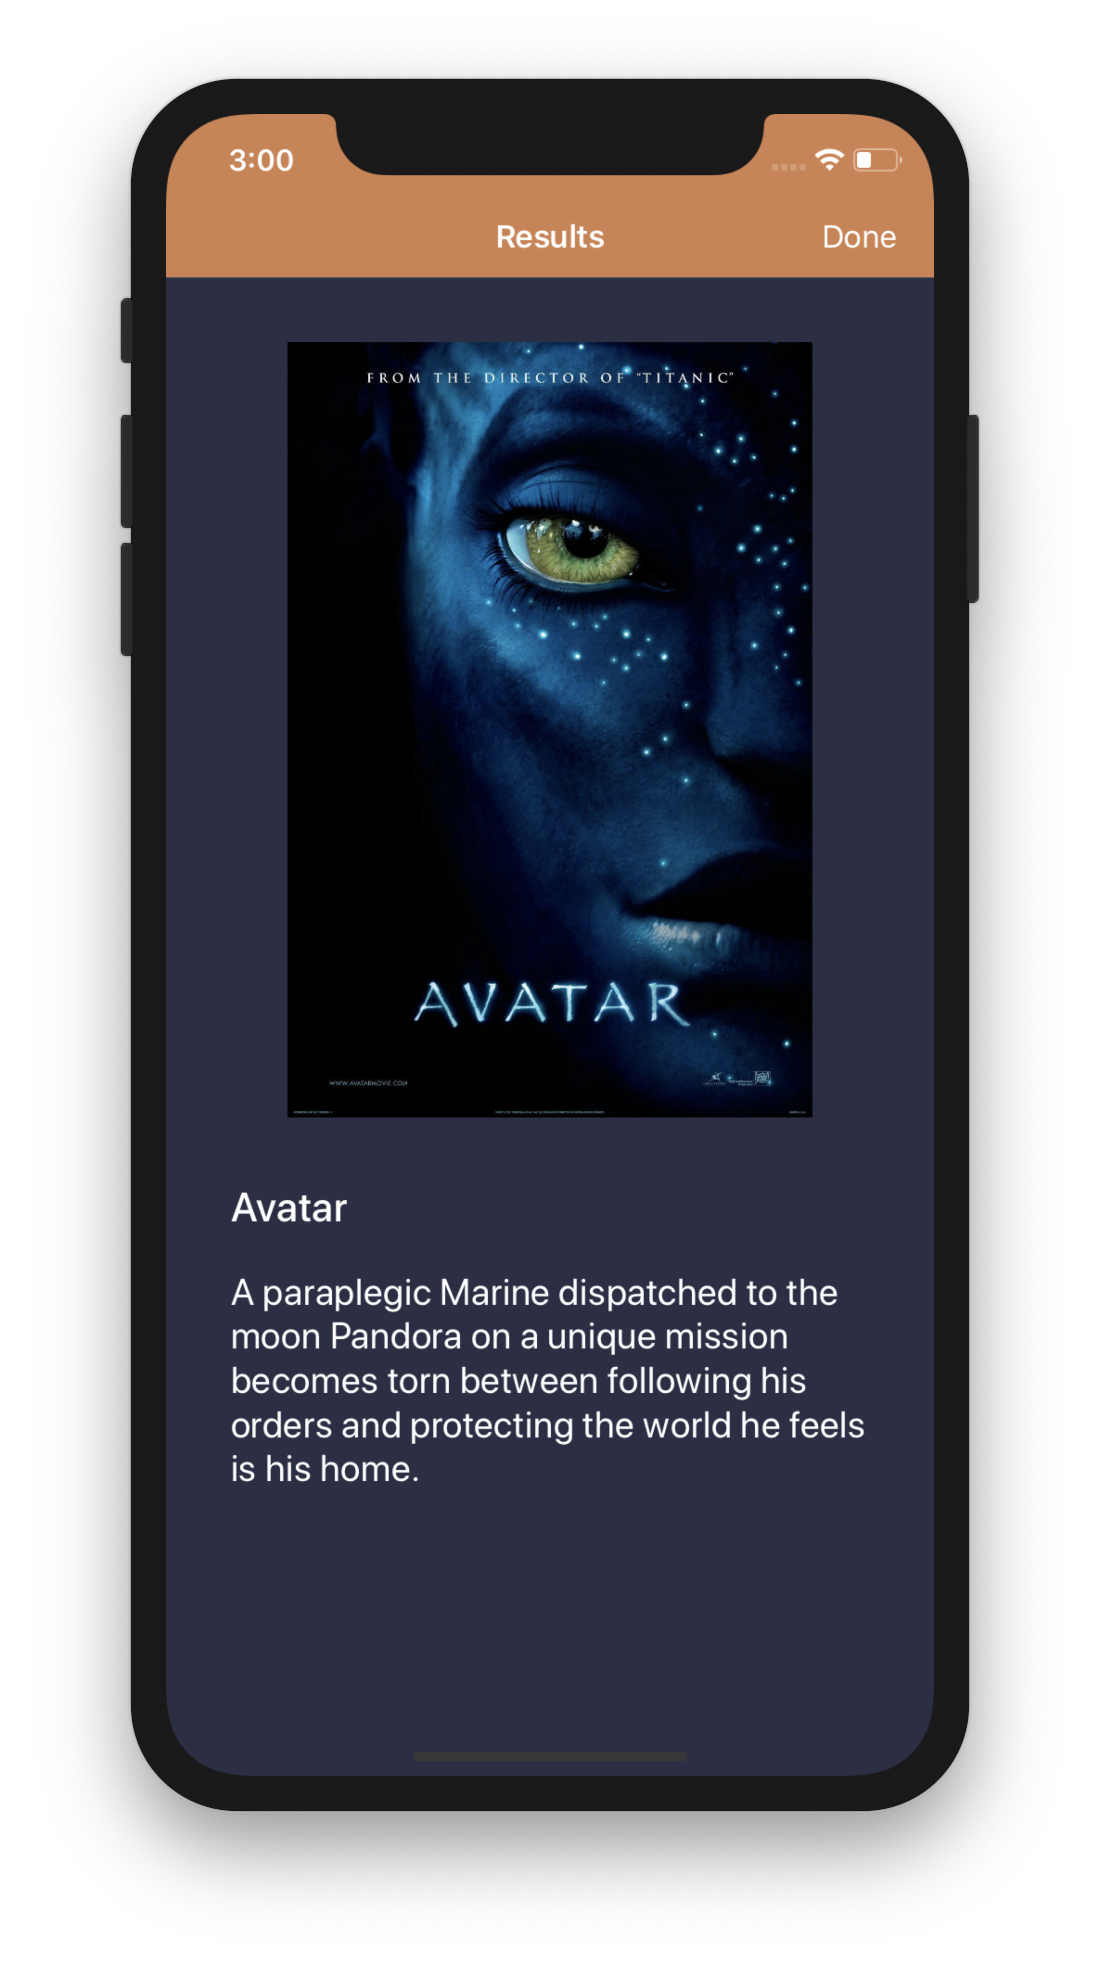 3:00
Results
Done
FROM THE DIRECTOR OF "TITANIC"
AVATAR
WWW.AVATARMOVIE.COM
Avatar
A paraplegic Marine dispatched to the
moon Pandora on a unique mission
becomes torn between following his
orders and protecting the world he feels
is his home.